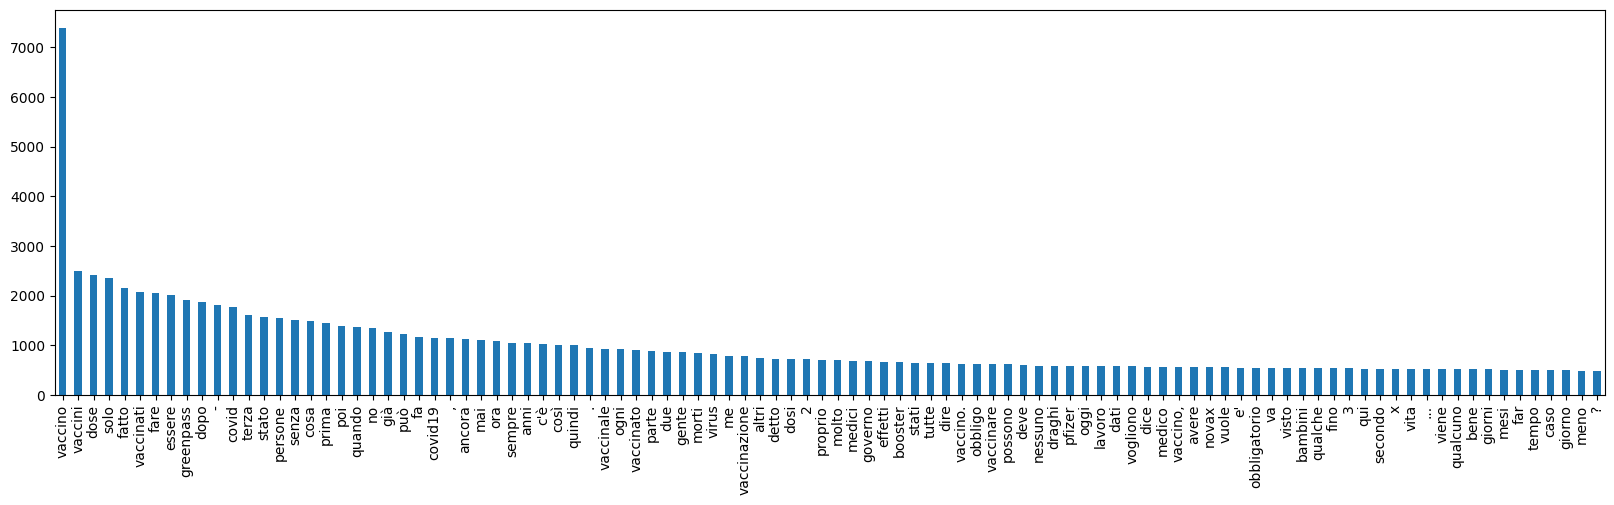 7000
6000
5000
4000
3000
2000
1000
0
vaccino
vaccini
dose
solo
fatto
vaccinati
fare
essere
greenpass
dopo
-
covid
terza
stato
persone
senza
cosa
prima
poi
quando
no
già
può
fa
covid19
,
ancora
mai
ora
sempre
anni
c'è
così
quindi
.
vaccinale
ogni
vaccinato
parte
due
gente
morti
virus
me
vaccinazione
altri
detto
dosi
2
proprio
molto
medici
governo
effetti
booster
stati
tutte
dire
vaccino.
obbligo
vaccinare
possono
deve
nessuno
draghi
pfizer
oggi
lavoro
dati
vogliono
dice
medico
vaccino,
avere
novax
vuole
e'
obbligatorio
va
visto
bambini
qualche
fino
3
qui
secondo
x
vita
...
viene
qualcuno
bene
giorni
mesi
far
tempo
caso
giorno
meno
?